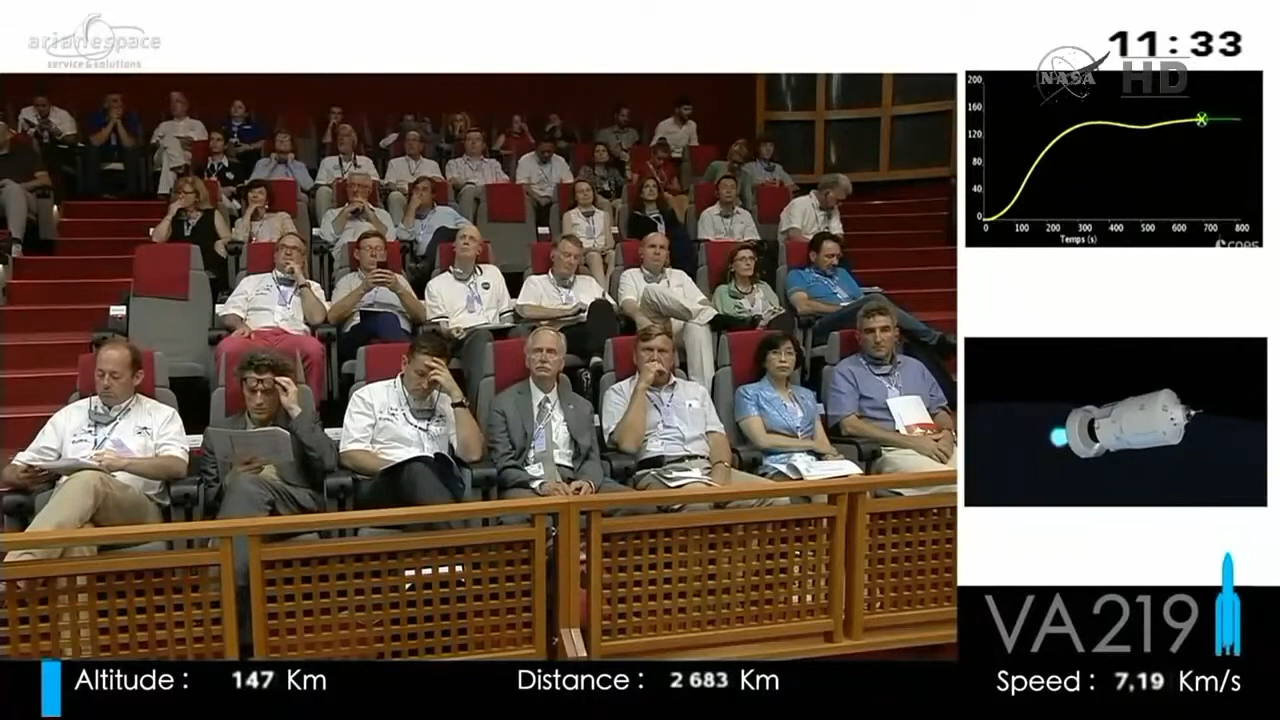 arianespace
service & solutions
11:33
NASA HD
200
160
120
80
40
0
0 100 200 300 400 500 600 700 800
Temps (s)
cnes
VA219
Altitude : 147 Km
Distance : 2 683 Km
Speed : 7,19 Km/s